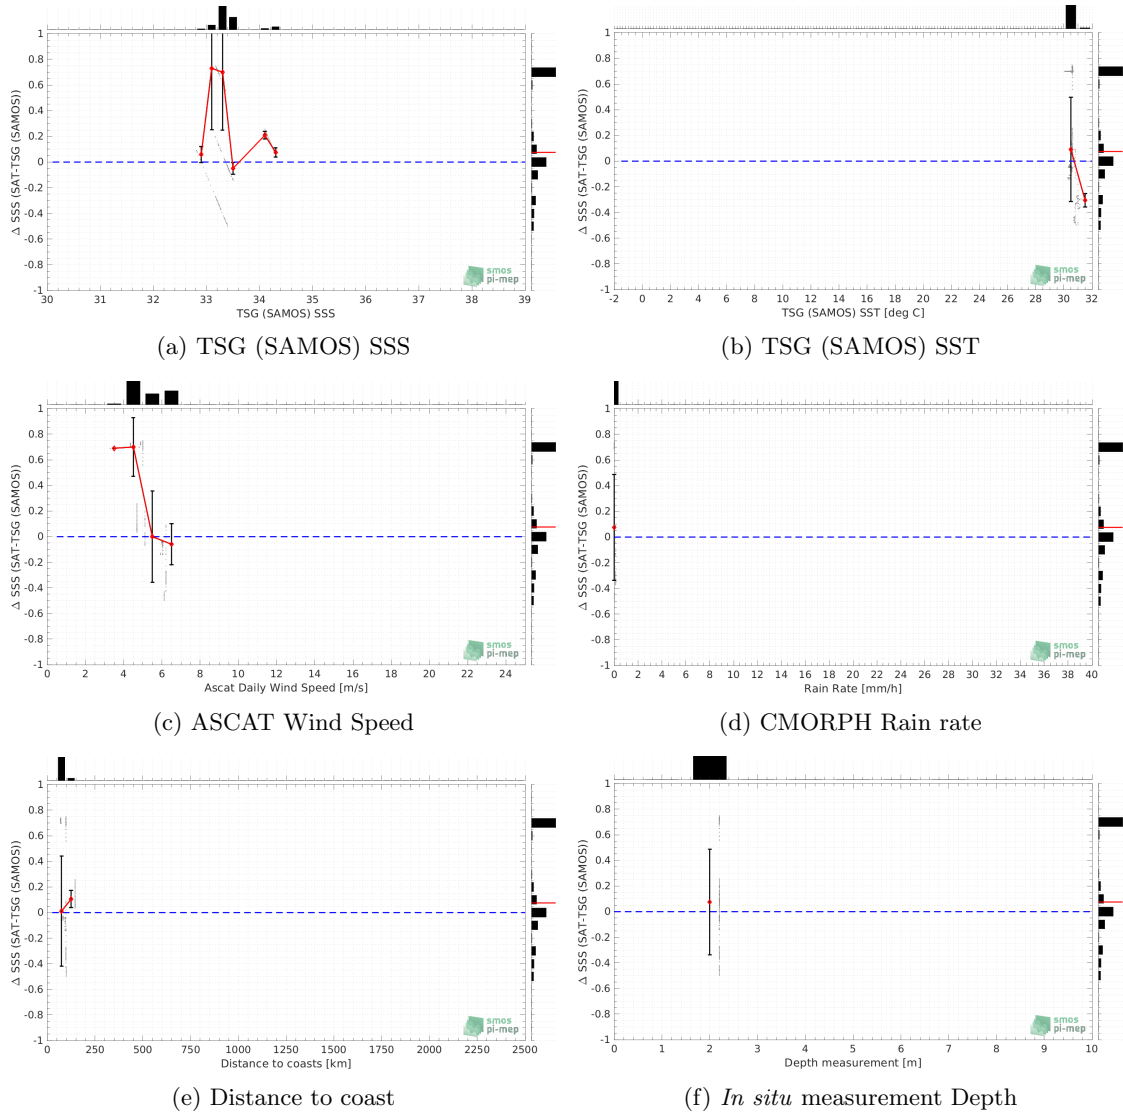 1
0.8
0.6
0.4
0.2
0
-0.2
-0.4
-0.6
-0.8
-1
Δ SSS (SAT-TSG (SAMOS))
30 31 32 33 34 35 36 37 38 39
TSG (SAMOS) SSS
smos
pi-mep
(a) TSG (SAMOS) SSS
1
0.8
0.6
0.4
0.2
0
-0.2
-0.4
-0.6
-0.8
-1
Δ SSS (SAT-TSG (SAMOS))
-2 0 2 4 6 8 10 12 14 16 18 20 22 24 26 28 30 32
TSG (SAMOS) SST [deg C]
smos
pi-mep
(b) TSG (SAMOS) SST
1
0.8
0.6
0.4
0.2
0
-0.2
-0.4
-0.6
-0.8
-1
Δ SSS (SAT-TSG (SAMOS))
0 2 4 6 8 10 12 14 16 18 20 22 24
Ascat Daily Wind Speed [m/s]
smos
pi-mep
(c) ASCAT Wind Speed
1
0.8
0.6
0.4
0.2
0
-0.2
-0.4
-0.6
-0.8
-1
Δ SSS (SAT-TSG (SAMOS))
0 2 4 6 8 10 12 14 16 18 20 22 24 26 28 30 32 34 36 38 40
Rain Rate [mm/h]
smos
pi-mep
(d) CMORPH Rain rate
1
0.8
0.6
0.4
0.2
0
-0.2
-0.4
-0.6
-0.8
-1
Δ SSS (SAT-TSG (SAMOS))
0 250 500 750 1000 1250 1500 1750 2000 2250 2500
Distance to coasts [km]
smos
pi-mep
(e) Distance to coast
1
0.8
0.6
0.4
0.2
0
-0.2
-0.4
-0.6
-0.8
-1
Δ SSS (SAT-TSG (SAMOS))
0 1 2 3 4 5 6 7 8 9 10
Depth measurement [m]
smos
pi-mep
(f) In situ measurement Depth